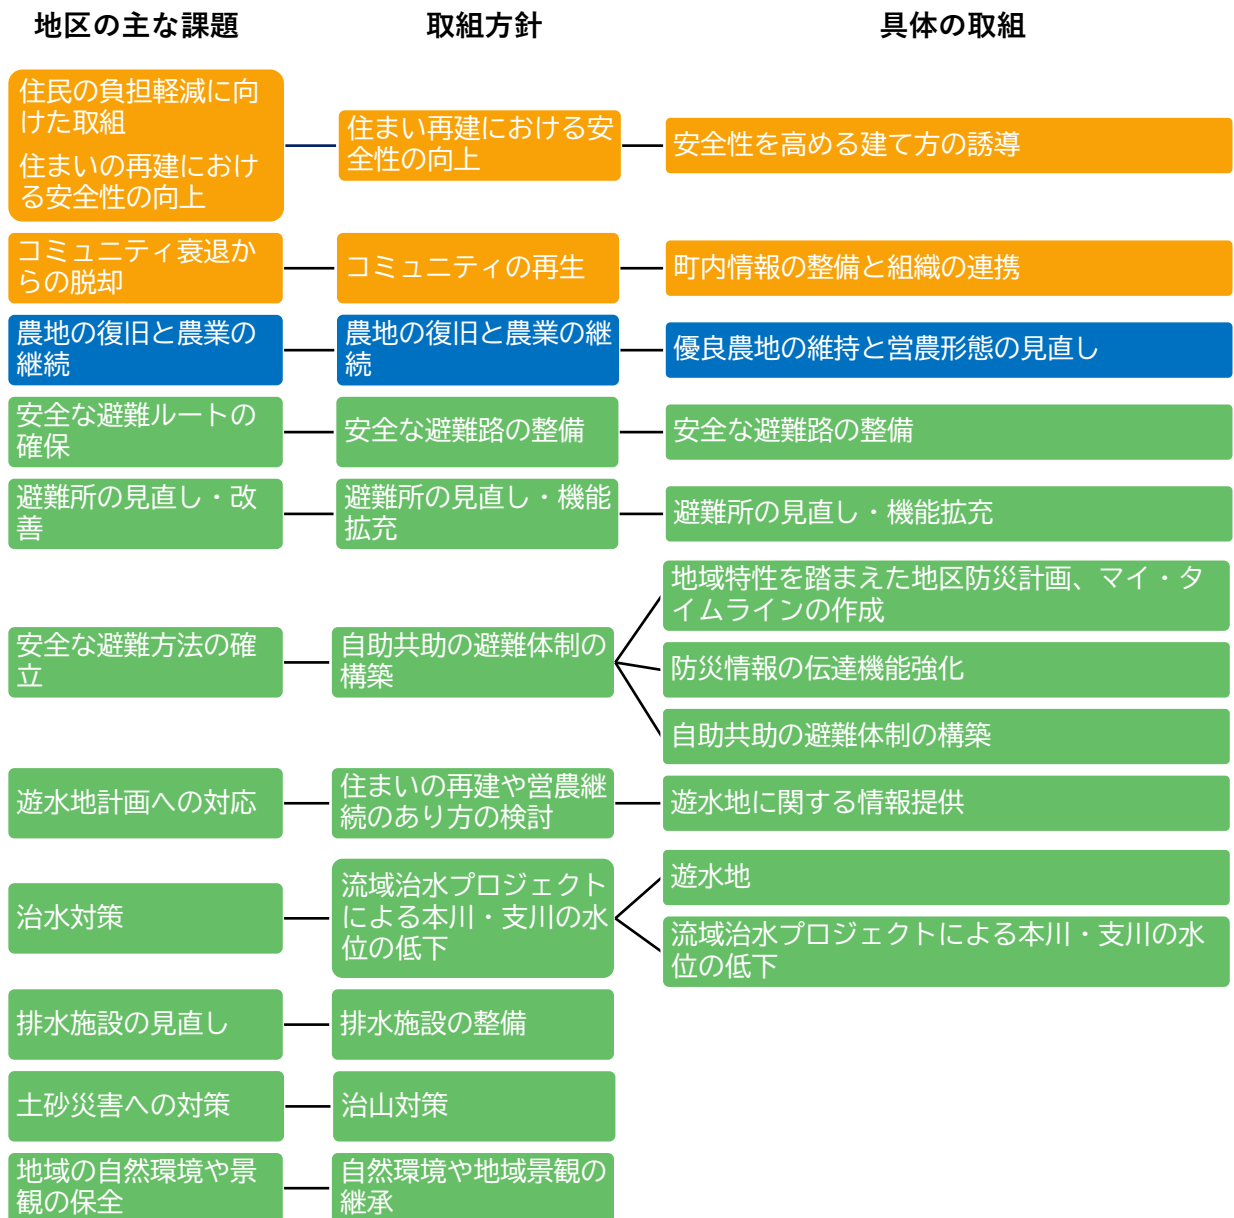 地区の主な課題
取組方針
具体の取組
住民の負担軽減に向
けた取組
住まいの再建におけ
る安全性の向上
住まい再建における安
全性の向上
安全性を高める建て方の誘導
コミュニティ衰退か
らの脱却
コミュニティの再生
町内情報の整備と組織の連携
農地の復旧と農業の
継続
農地の復旧と農業の継
続
優良農地の維持と営農形態の見直し
安全な避難ルートの
確保
安全な避難路の整備
安全な避難路の整備
避難所の見直し・改
善
避難所の見直し・機能
拡充
避難所の見直し・機能拡充
安全な避難方法の確
立
自助共助の避難体制の
構築
地域特性を踏まえた地区防災計画、マイ・タ
イムラインの作成
防災情報の伝達機能強化
自助共助の避難体制の構築
遊水地計画への対応
住まいの再建や営農継
続のあり方の検討
遊水地に関する情報提供
治水対策
流域治水プロジェクト
による本川・支川の水
位の低下
遊水地
流域治水プロジェクトによる本川・支川の水
位の低下
排水施設の見直し
排水施設の整備
土砂災害への対策
治山対策
地域の自然環境や景
観の保全
自然環境や地域景観の
継承